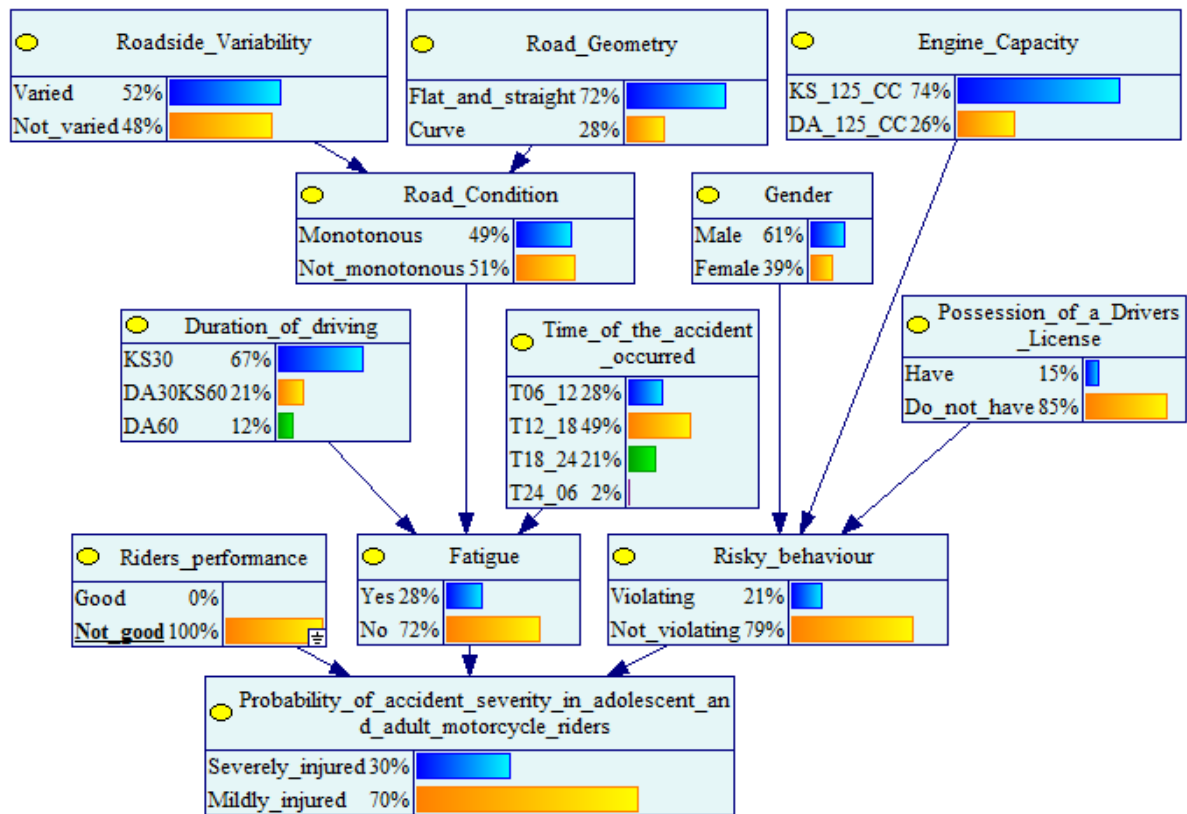 Roadside_Variability
Varied 52%
Not_varied 48%
Road_Geometry
Flat_and_straight 72%
Curve 28%
Engine_Capacity
KS_125_CC 74%
DA_125_CC 26%
Road_Condition
Monotonous 49%
Not_monotonous 51%
Gender
Male 61%
Female 39%
Duration_of_driving
KS30 67%
DA30KS60 21%
DA60 12%
Time_of_the_accident
_occurred
T06_12 28%
T12_18 49%
T18_24 21%
T24_06 2%
Possession_of_a_Drivers
_License
Have 15%
Do_not_have 85%
Riders_performance
Good 0%
Not_good 100%
Fatigue
Yes 28%
No 72%
Risky_behaviour
Violating 21%
Not_violating 79%
Probability_of_accident_severity_in_adolescent_an
d_adult_motorcycle_riders
Severely_injured 30%
Mildly_injured 70%